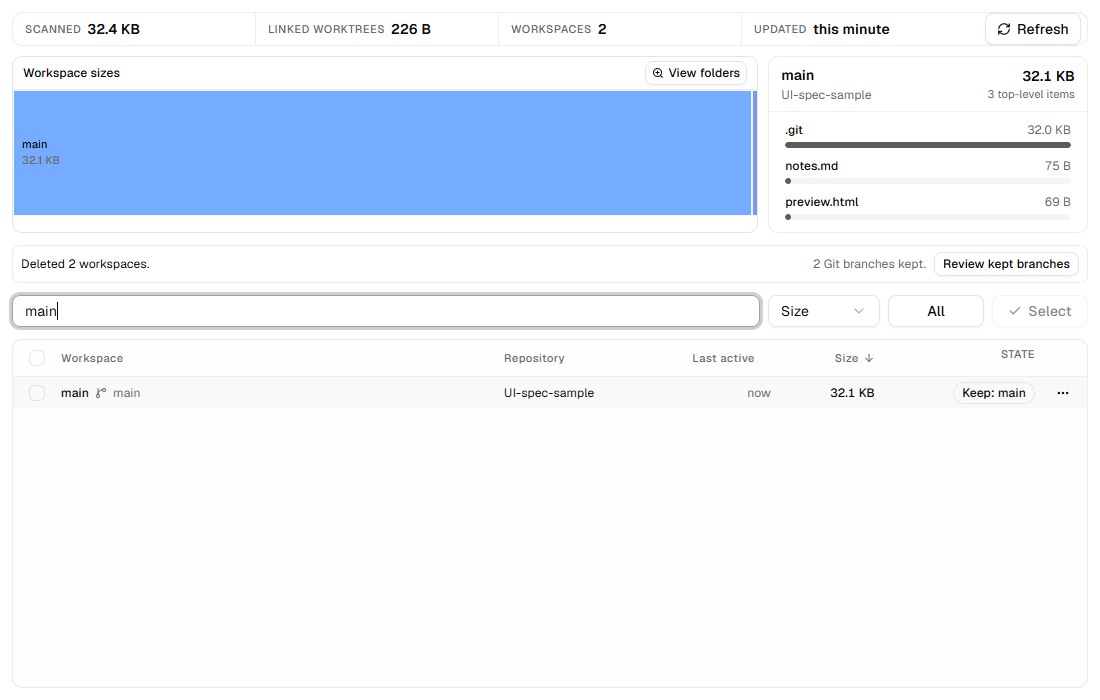 SCANNED 32.4 KB
LINKED WORKTREES 226 B
WORKSPACES 2
UPDATED this minute
Refresh
Workspace sizes
View folders
main
32.1 KB
main
32.1 KB
UI-spec-sample
3 top-level items
.git
32.0 KB
notes.md
75 B
preview.html
69 B
Deleted 2 workspaces.
2 Git branches kept.
Review kept branches
main
Size
All
Select
Workspace
Repository
Last active
Size
STATE
main main
UI-spec-sample
now
32.1 KB
Keep: main